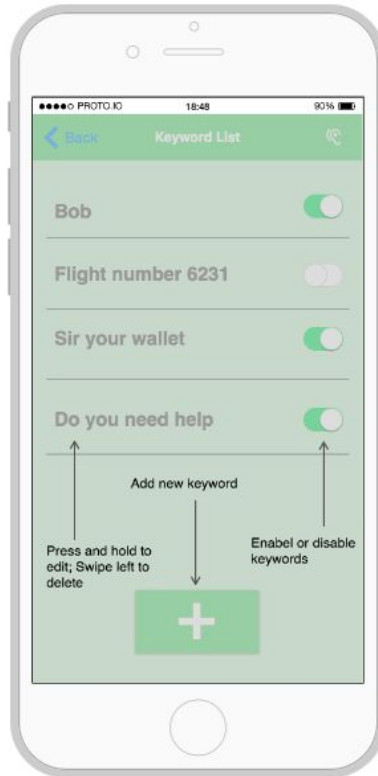 PROTO.IO 18:48 90%
Back Keyword List
Bob
Flight number 6231
Sir your wallet
Do you need help
Add new keyword
Press and hold to
edit; Swipe left to
delete
Enabel or disable
keywords